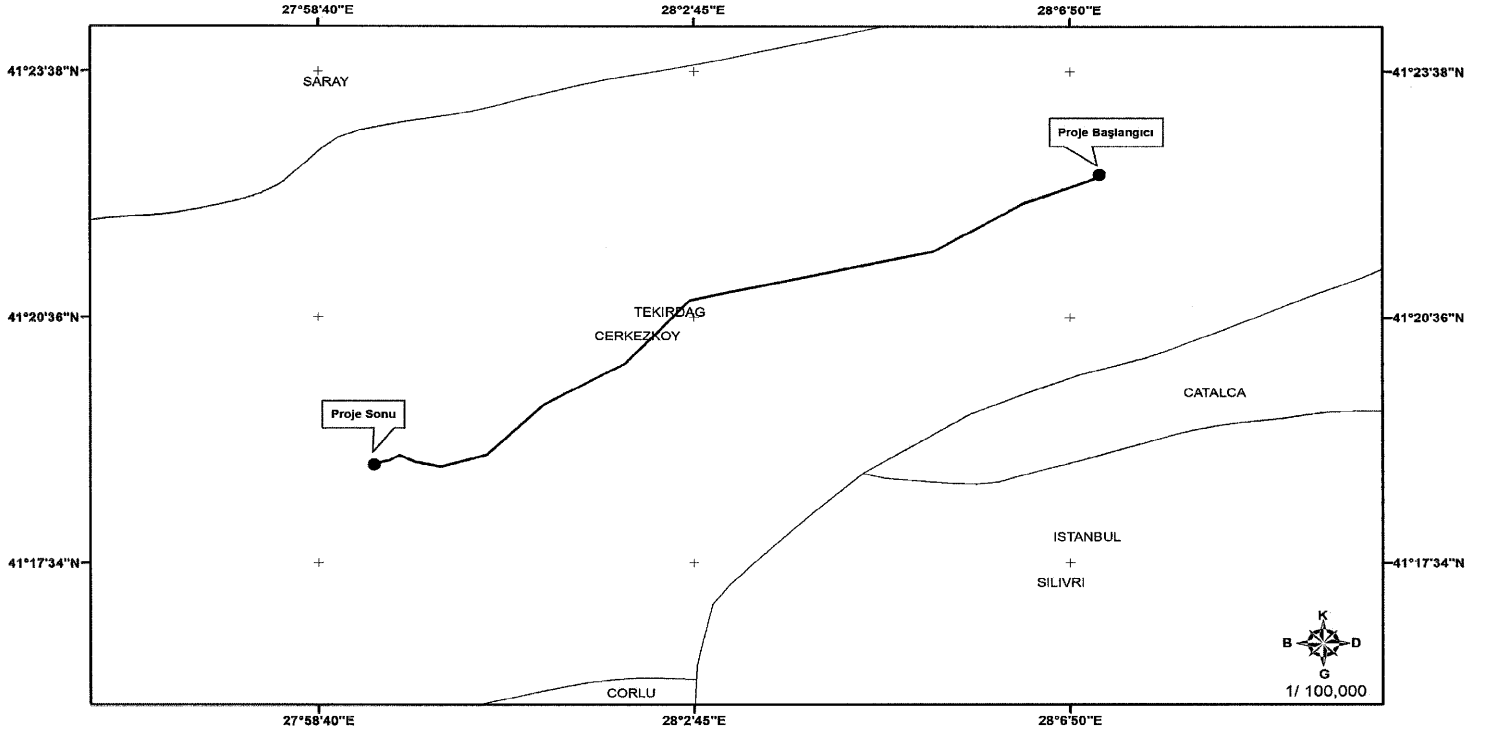 27°58'40"E 28°2'45"E 28°6'50"E
41°23'38"N 41°23'38"N
SARAY
Proje Başlangıcı
41°20'36"N 41°20'36"N
TEKIRDAG
CERKEZKOY
CATALCA
Proje Sonu
ISTANBUL
41°17'34"N 41°17'34"N
SILIVRI
K
B D
G
CORLU
1/ 100,000
27°58'40"E 28°2'45"E 28°6'50"E